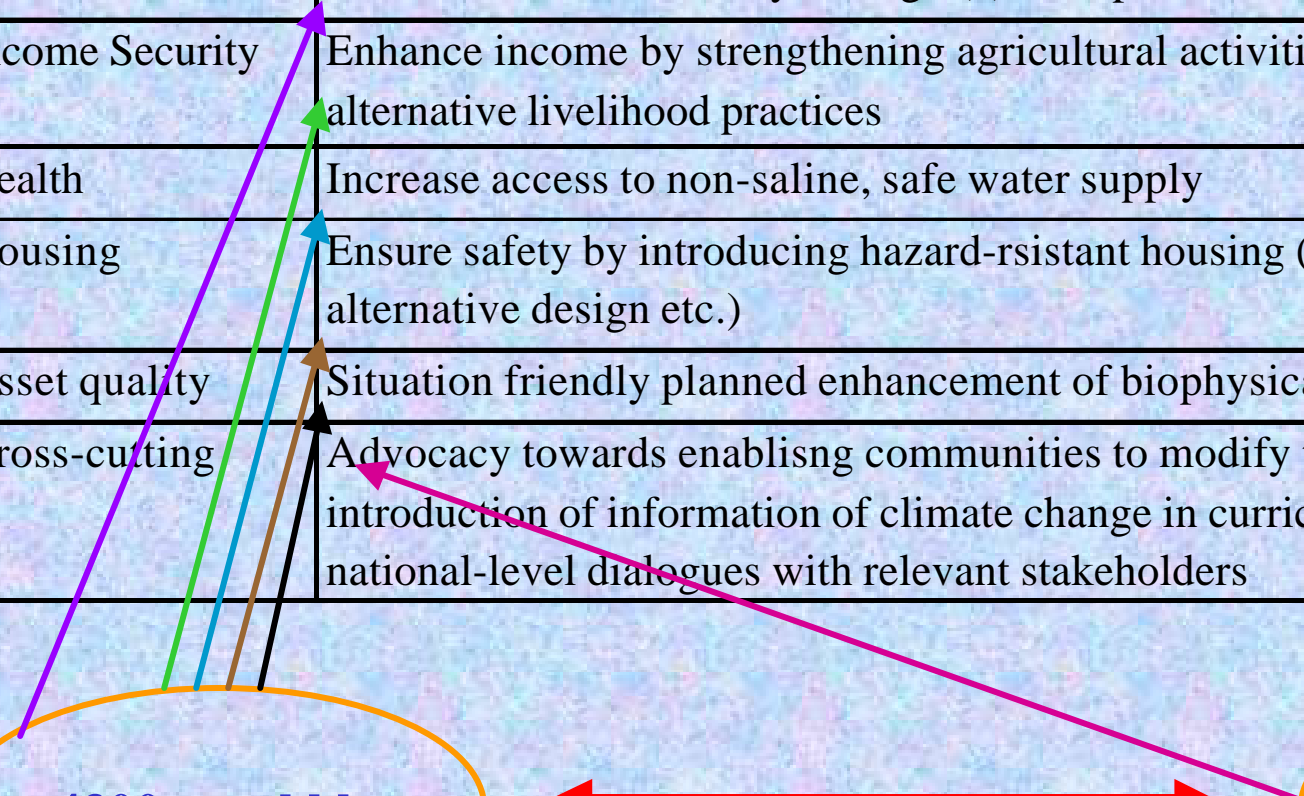 come Security Enhance income by strengthening agricultural activiti
alternative livelihood practices
ealth Increase access to non-saline, safe water supply
ousing Ensure safety by introducing hazard-rsistant housing (
alternative design etc.)
sset quality Situation friendly planned enhancement of biophysica
ross-cutting Advocacy towards enablisng communities to modify
introduction of information of climate change in curric
national-level dialogues with relevant stakeholders